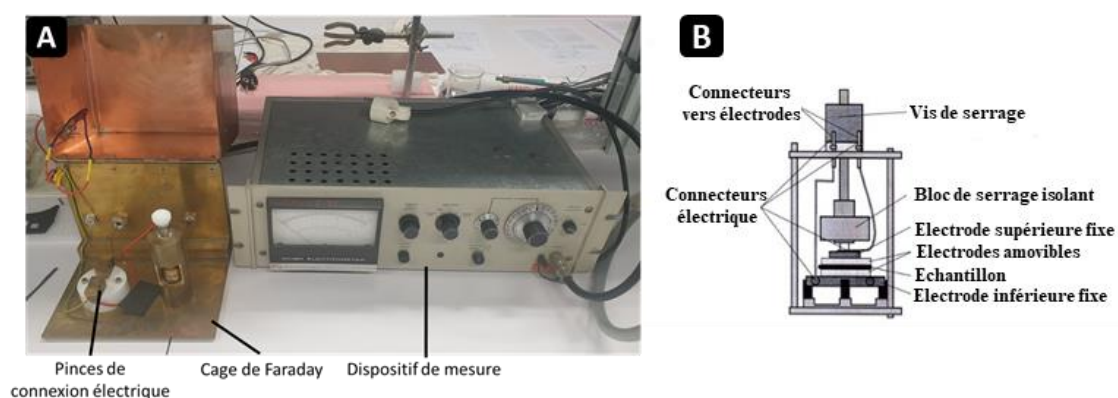 A
Pinces de
connexion électrique
Cage de Faraday
Dispositif de mesure
B
Connecteurs
vers électrodes
Vis de serrage
Connecteurs
électrique
Bloc de serrage isolant
Electrode supérieure fixe
Electrodes amovibles
Echantillon
Electrode inférieure fixe